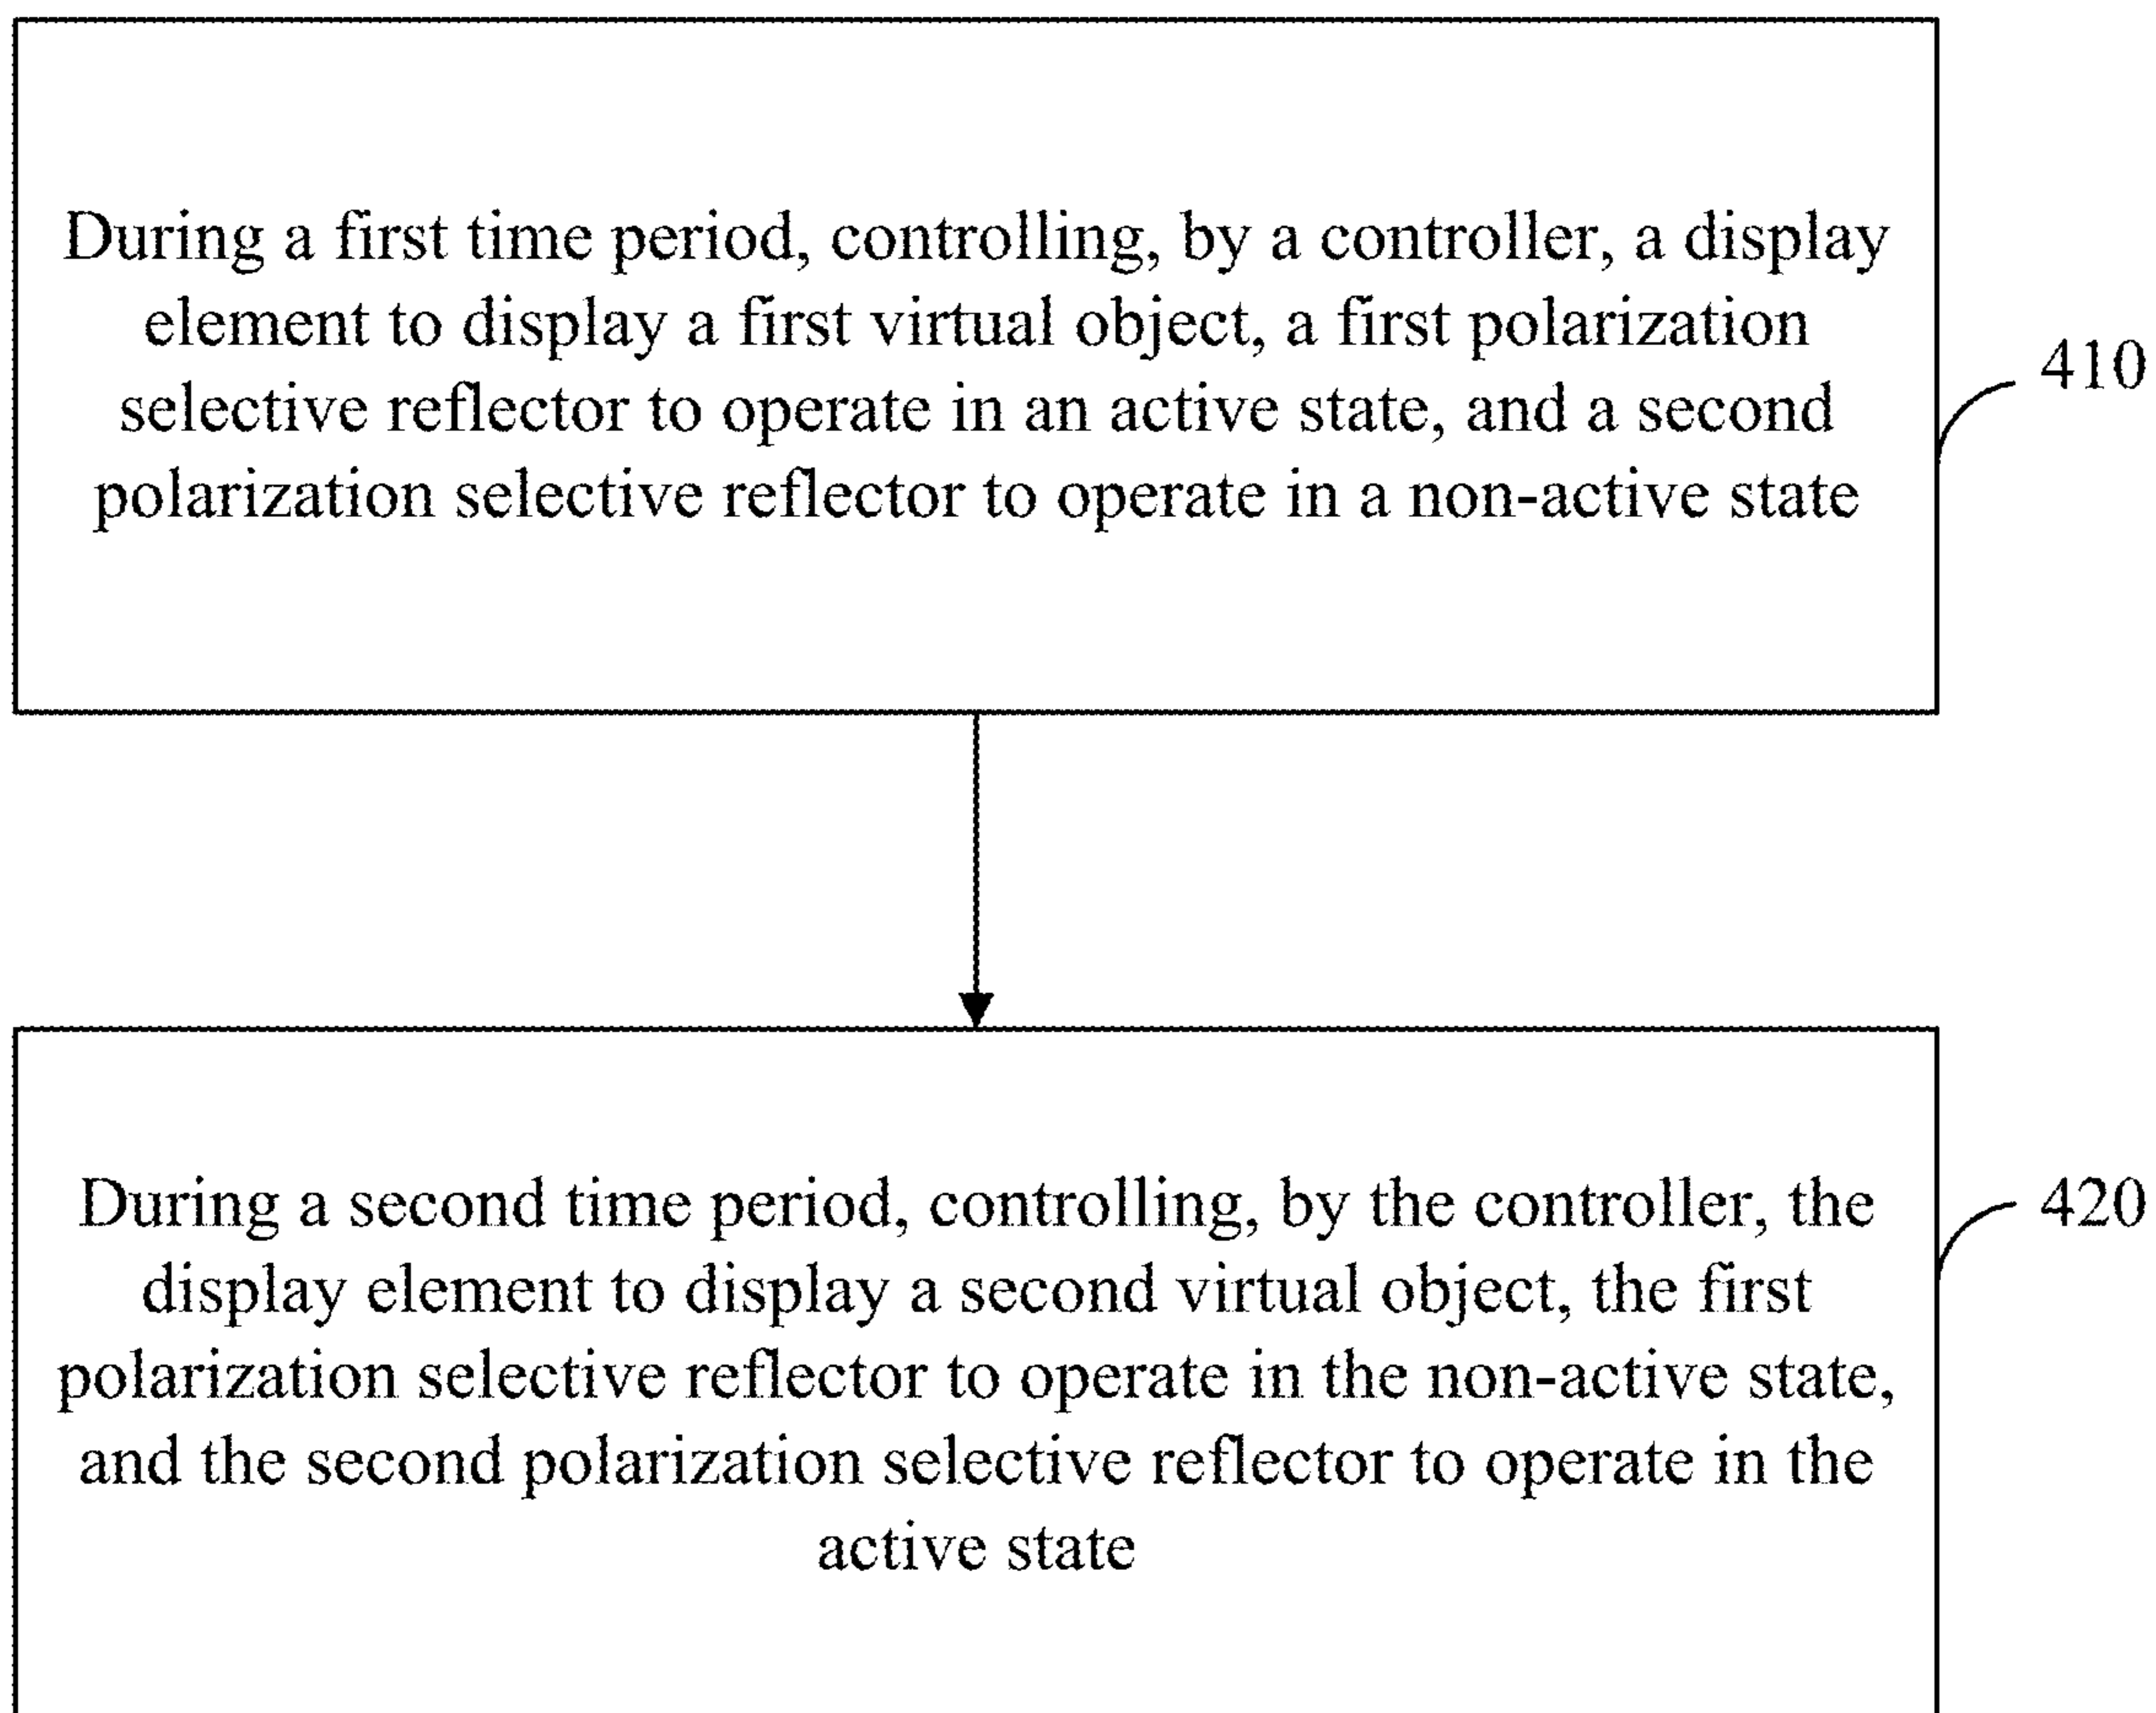 During a first time period, controlling, by a controller, a display
element to display a first virtual object, a first polarization
selective reflector to operate in an active state, and a second
polarization selective reflector to operate in a non-active state
410
During a second time period, controlling, by the controller, the
display element to display a second virtual object, the first
polarization selective reflector to operate in the non-active state,
and the second polarization selective reflector to operate in the
active state
420